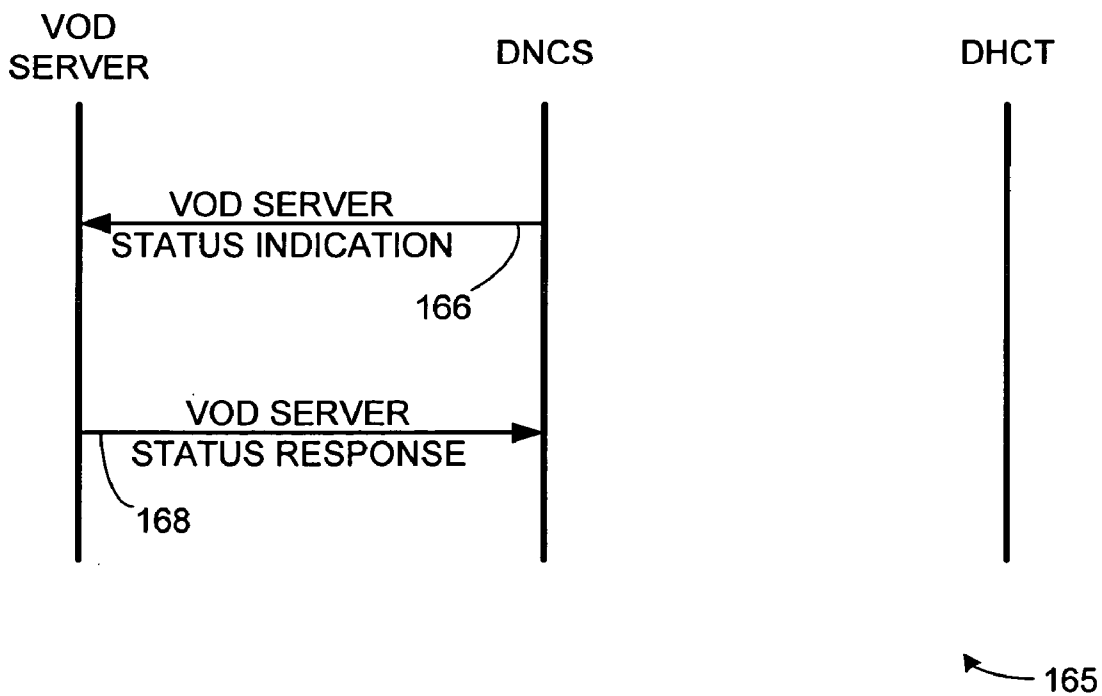 VOD
SERVER
DNCS
DHCT
VOD SERVER
STATUS INDICATION
166
VOD SERVER
STATUS RESPONSE
168
165